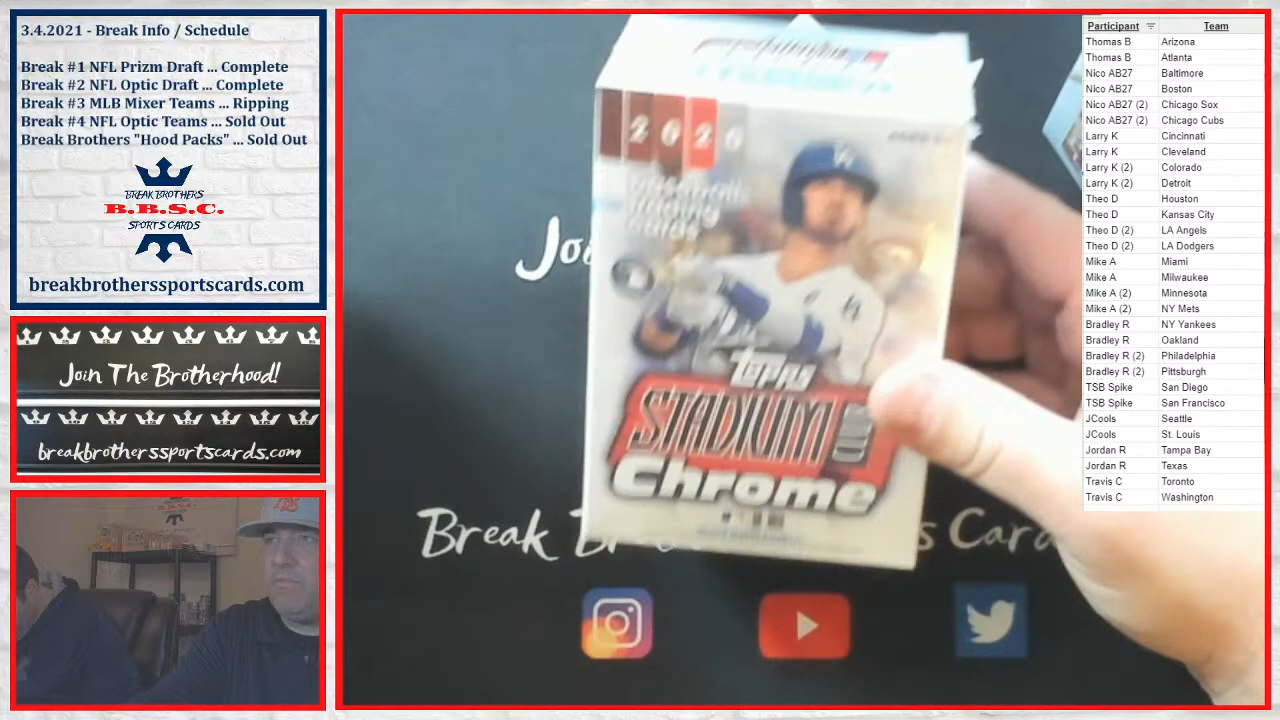 3.4.2021 - Break Info / Schedule
Break #1 NFL Prizm Draft ... Complete
Break #2 NFL Optic Draft ... Complete
Break #3 MLB Mixer Teams ... Ripping
Break #4 NFL Optic Teams ... Sold Out
Break Brothers "Hood Packs" ... Sold Out
BREAK BROTHERS
B.B.S.C.
SPORTS CARDS
breakbrotherssportscards.com
Join The Brotherhood!
breakbrotherssportscards.com
2020
TOPPS
STADIUM CLUB
Chrome
Break
Participant Team
Thomas B Arizona
Thomas B Atlanta
Nico AB27 Baltimore
Nico AB27 Boston
Nico AB27 (2) Chicago Sox
Nico AB27 (2) Chicago Cubs
Larry K Cincinnati
Larry K Cleveland
Larry K (2) Colorado
Larry K (2) Detroit
Theo D Houston
Theo D Kansas City
Theo D (2) LA Angels
Theo D (2) LA Dodgers
Mike A Miami
Mike A Milwaukee
Mike A (2) Minnesota
Mike A (2) NY Mets
Bradley R NY Yankees
Bradley R Oakland
Bradley R (2) Philadelphia
Bradley R (2) Pittsburgh
TSB Spike San Diego
TSB Spike San Francisco
JCools Seattle
JCools St. Louis
Jordan R Tampa Bay
Jordan R Texas
Travis C Toronto
Travis C Washington